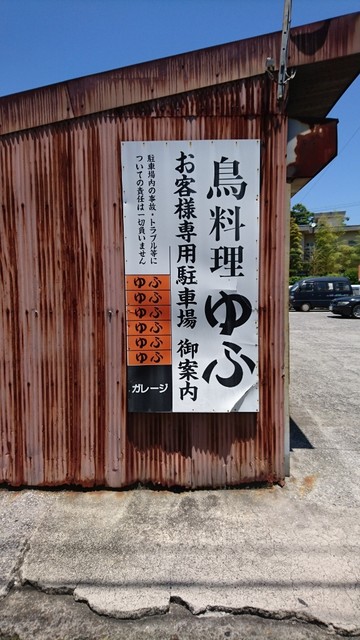 鳥料理 ゆふ
お客様専用駐車場 御案内
駐車場内の事故・トラブル等に
ついての責任は一切負いません
ゆふ
ゆふ
ゆふ
ゆふ
ゆふ
ゆふ
ガレージ